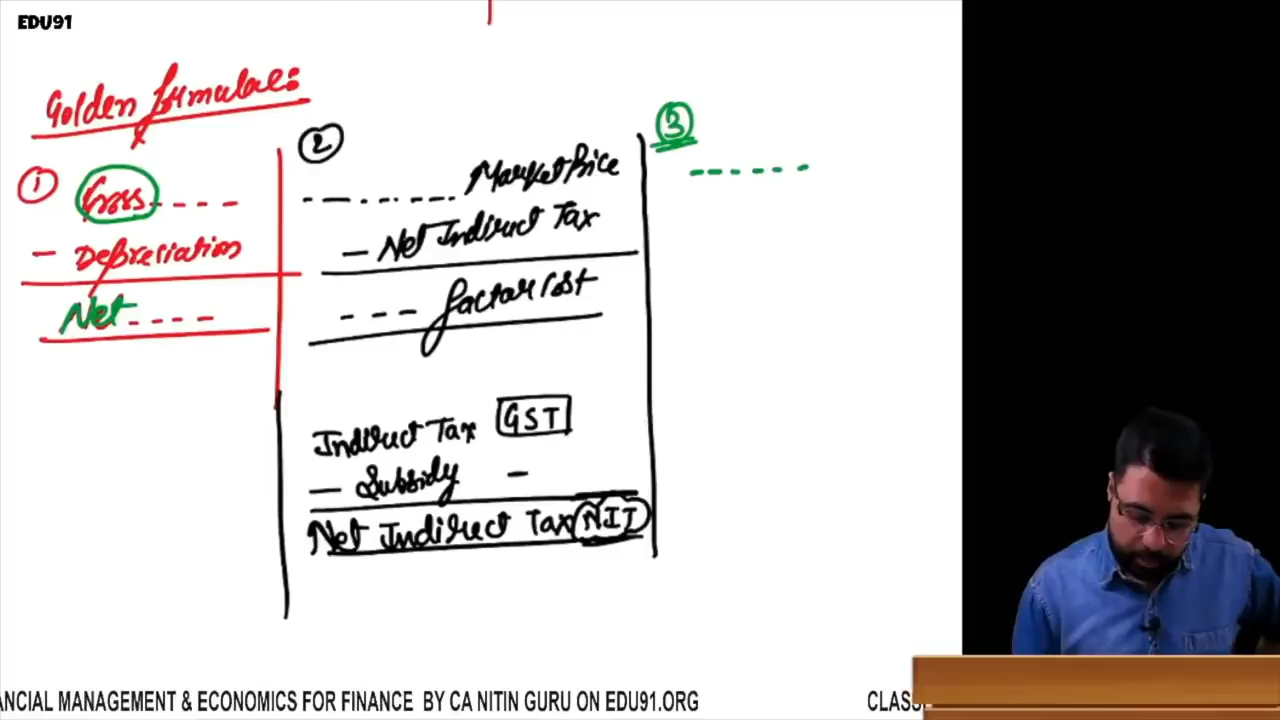 EDU91
Golden formulae:
① Gross - - - -
- Depreciation
Net - - - -
②
- - - - - - Market Price
- Net Indirect Tax
- - - factor Cost
Indirect Tax GST
- Subsidy -
Net Indirect Tax NIT
③
- - - - - -
ANCIAL MANAGEMENT & ECONOMICS FOR FINANCE BY CA NITIN GURU ON EDU91.ORG